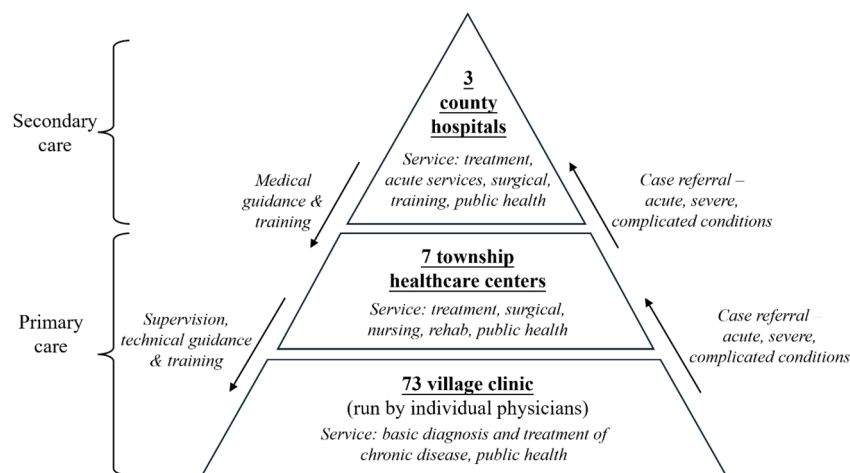 3
county
hospitals
Service: treatment,
acute services, surgical,
training, public health
Secondary
care
Medical
guidance &
training
Case referral –
acute, severe,
complicated conditions
7 township
healthcare centers
Service: treatment, surgical,
nursing, rehab, public health
Primary
care
Supervision,
technical guidance
& training
Case referral –
acute, severe,
complicated conditions
73 village clinic
(run by individual physicians)
Service: basic diagnosis and treatment of
chronic disease, public health